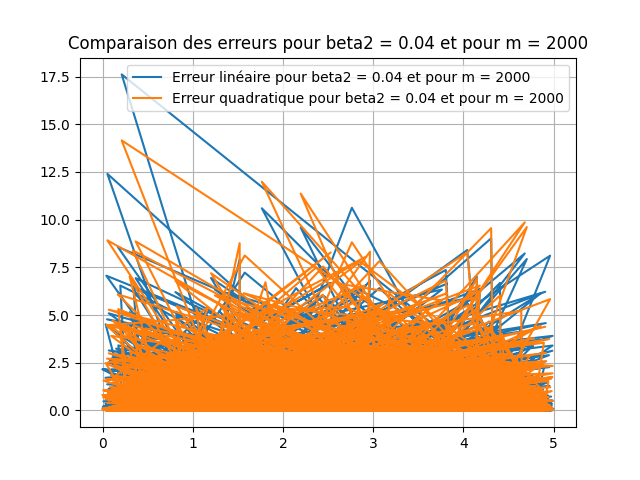 Comparaison des erreurs pour beta2 = 0.04 et pour m = 2000
Erreur linéaire pour beta2 = 0.04 et pour m = 2000
Erreur quadratique pour beta2 = 0.04 et pour m = 2000
17.5
15.0
12.5
10.0
7.5
5.0
2.5
0.0
0 1 2 3 4 5